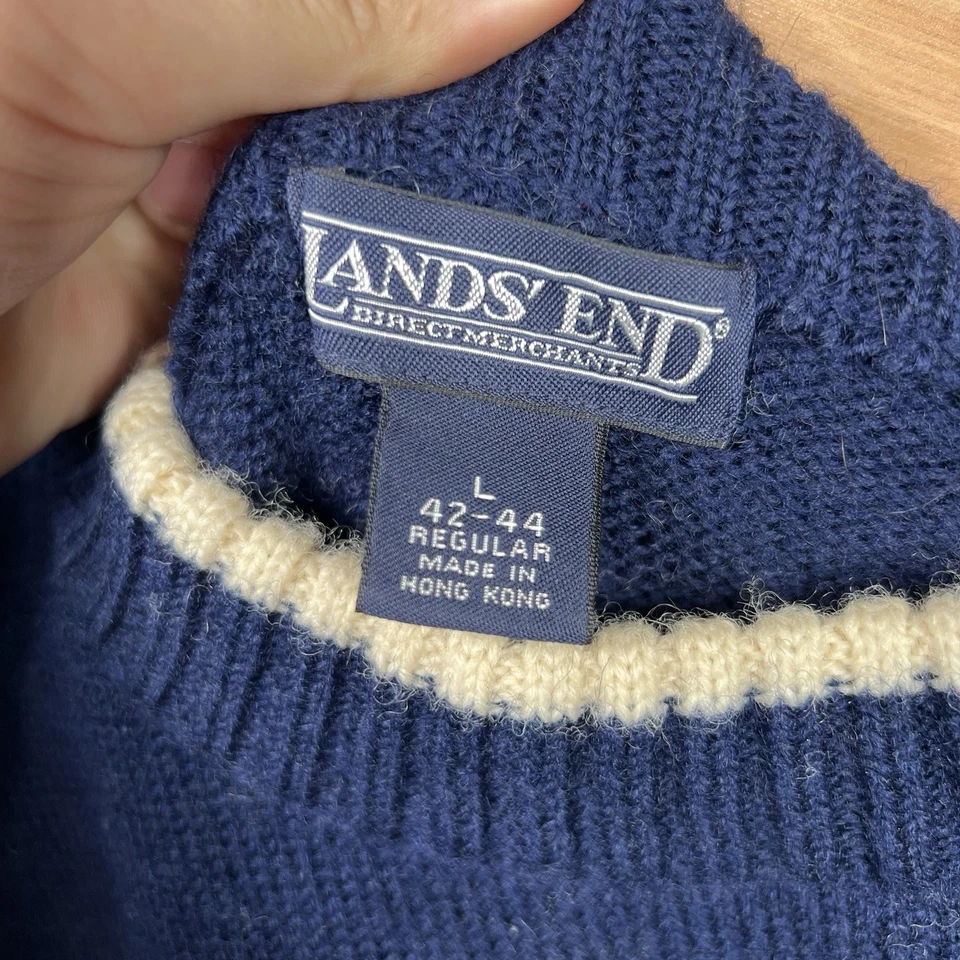 LANDS' END®
DIRECT MERCHANTS
L
42-44
REGULAR
MADE IN
HONG KONG